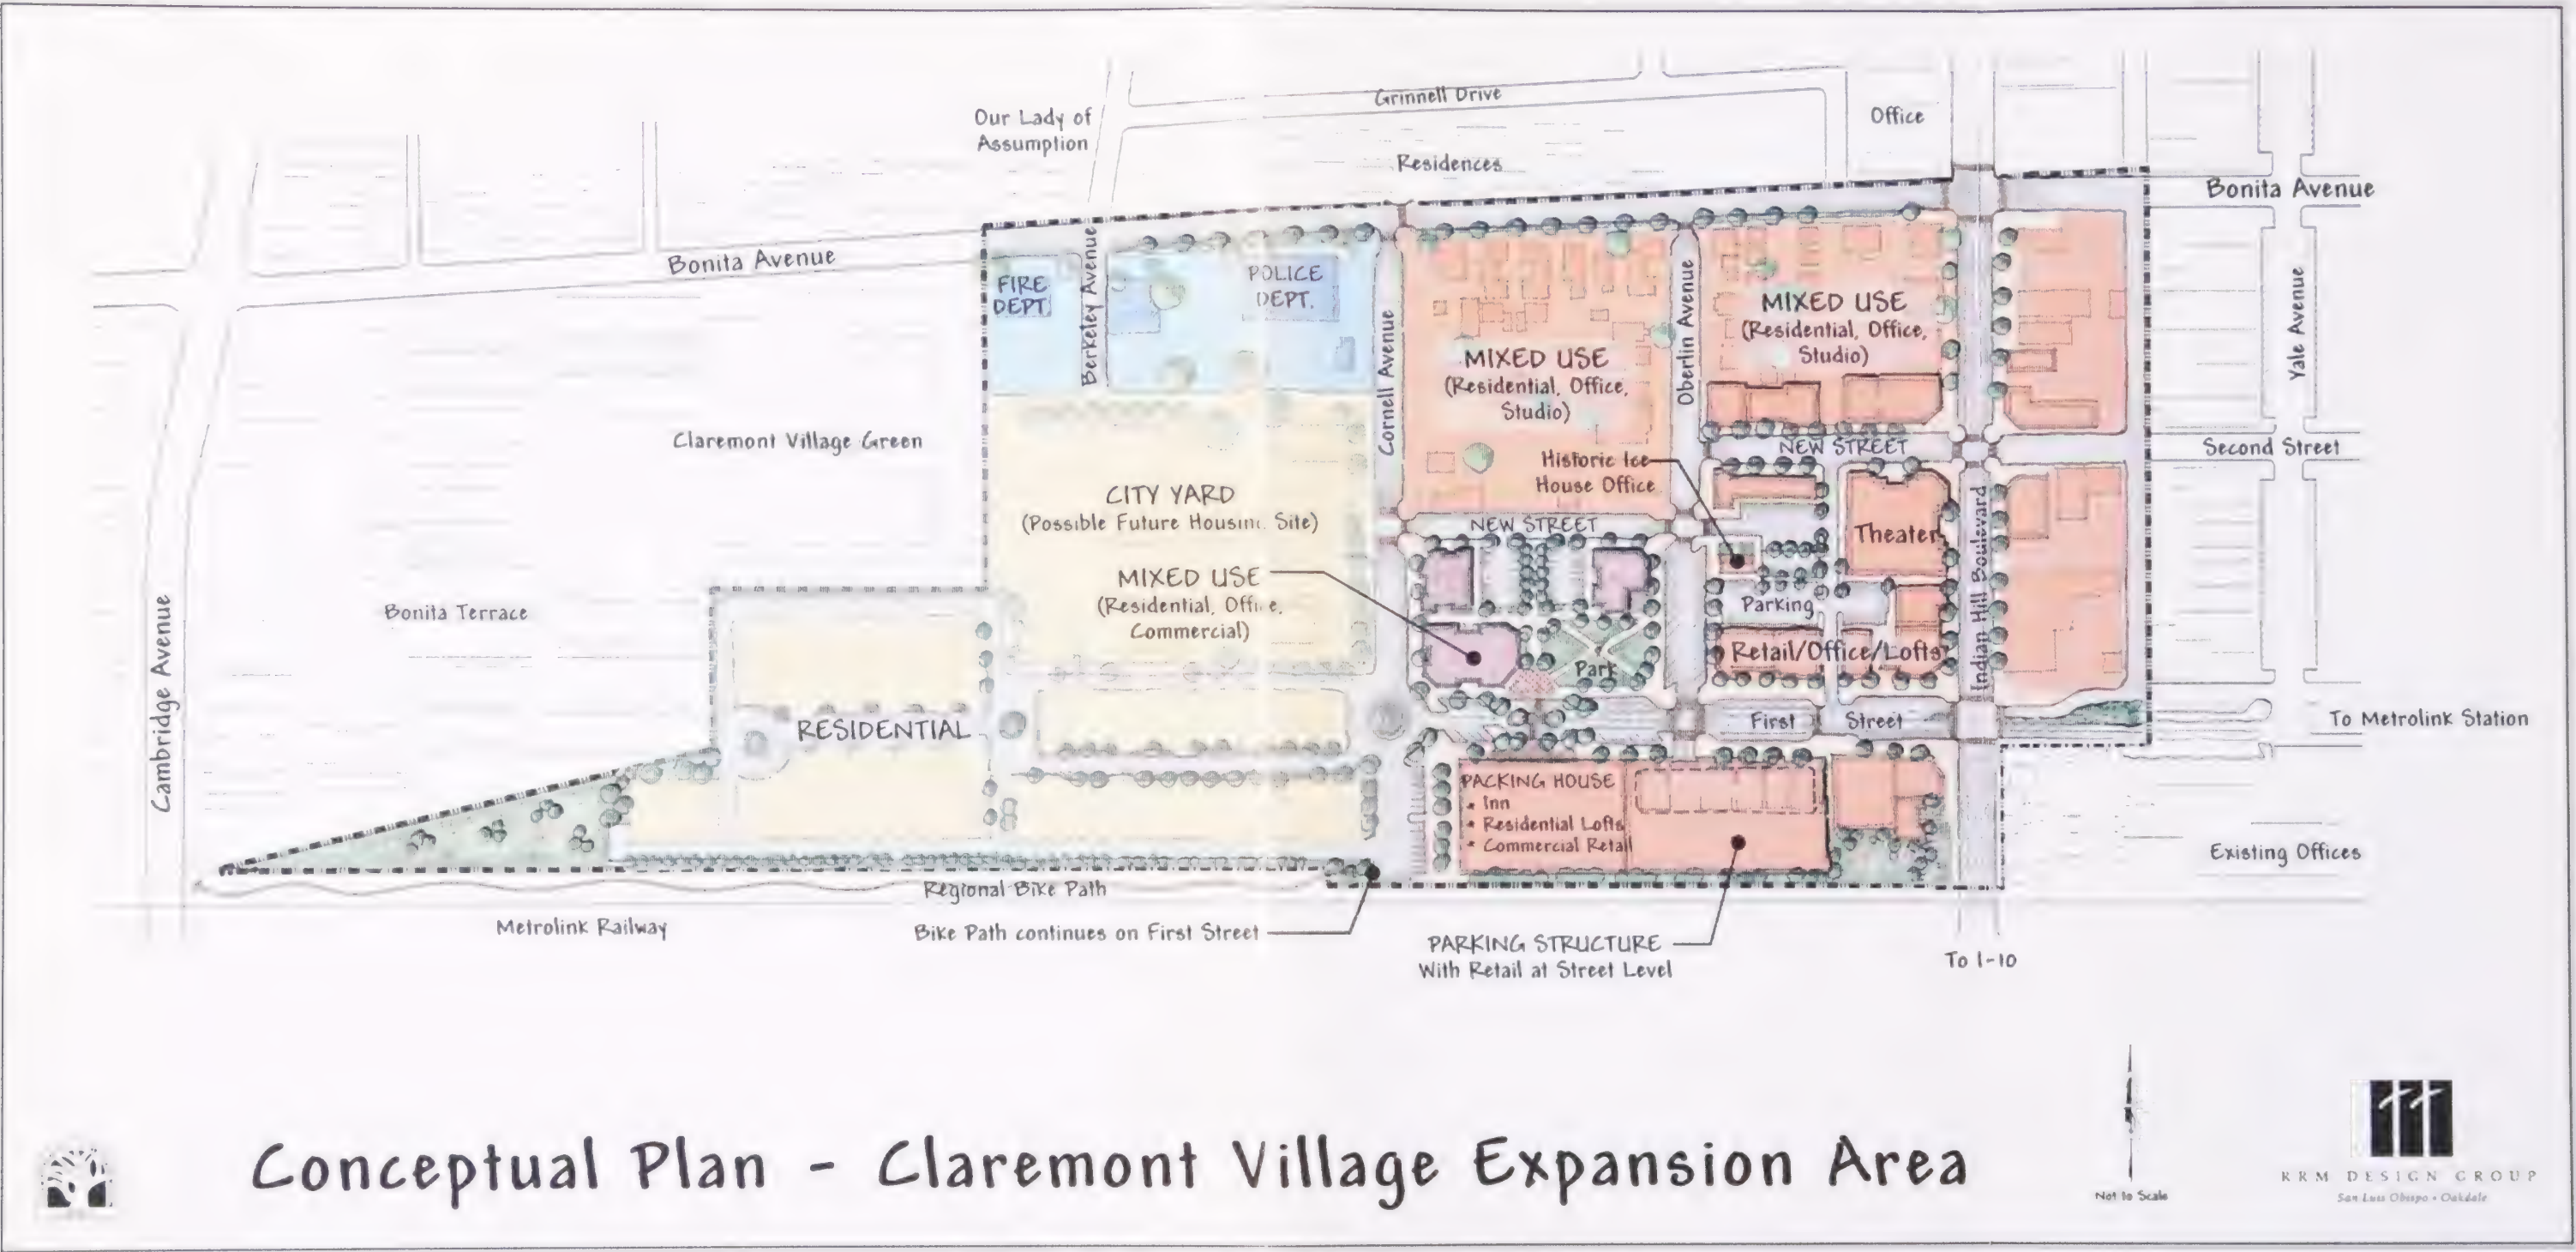 Grinnell Drive
Our Lady of
Assumption
Office
Residences
Bonita Avenue
Bonita Avenue
FIRE
DEPT.
Berkeley Avenue
POLICE
DEPT.
Cornell Avenue
MIXED USE
(Residential, Office,
Studio)
Oberlin Avenue
MIXED USE
(Residential, Office,
Studio)
Yale Avenue
Claremont Village Green
NEW STREET
Second Street
Historic Ice
House Office
CITY YARD
(Possible Future Housing Site)
NEW STREET
Theater
Indian Hill Boulevard
MIXED USE
(Residential, Office,
Commercial)
Bonita Terrace
Parking
Cambridge Avenue
Retail/Office/Lofts
Park
RESIDENTIAL
First Street
To Metrolink Station
PACKING HOUSE
• Inn
• Residential Lofts
• Commercial Retail
Existing Offices
Regional Bike Path
Metrolink Railway
Bike Path continues on First Street
PARKING STRUCTURE
With Retail at Street Level
To I-10
Conceptual Plan - Claremont Village Expansion Area
Not to Scale
RRM DESIGN GROUP
San Luis Obispo • Oakdale